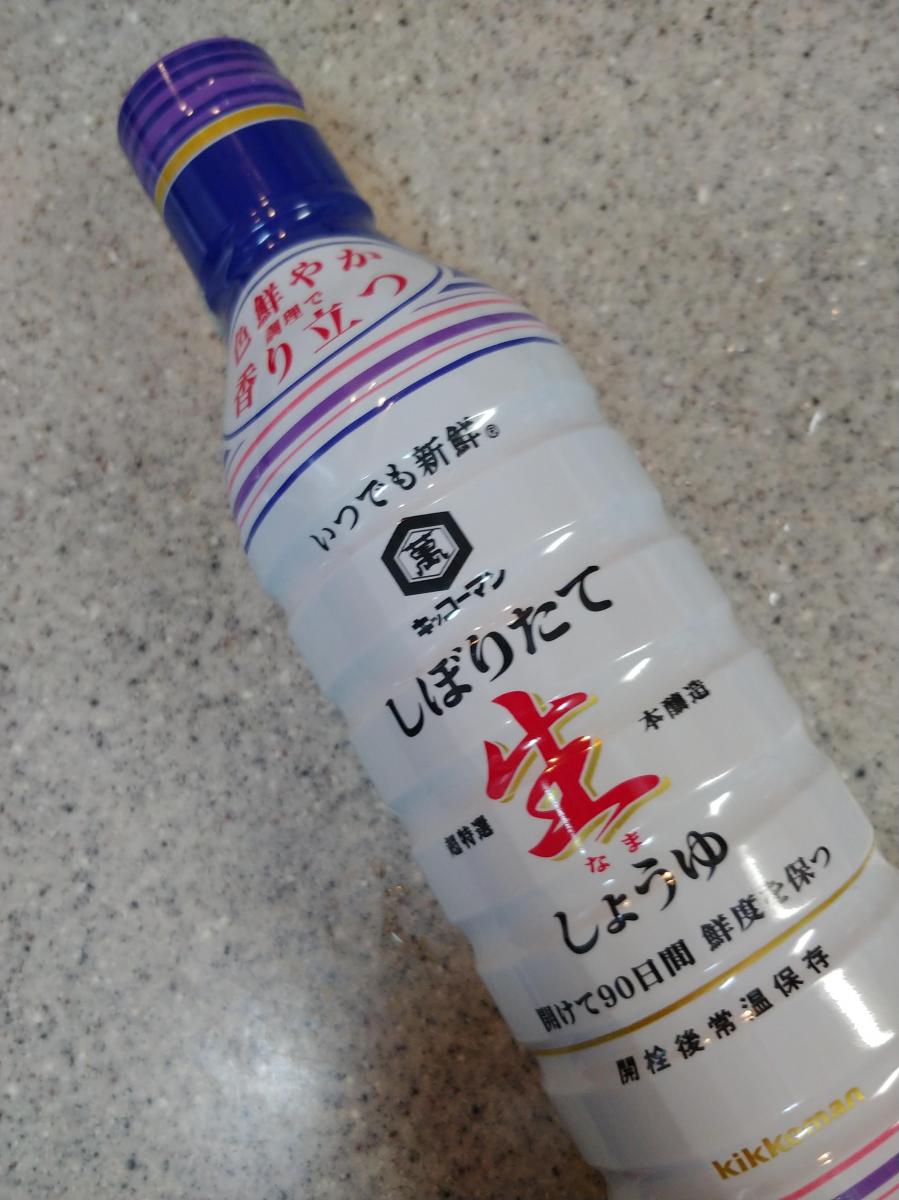 色鮮やか
調理で
香り立つ
いつでも新鮮®
萬
キッコーマン
しぼりたて
生
なま
本醸造
超特選
しょうゆ
開けて90日間 鮮度を保つ
開栓後常温保存
kikkoman